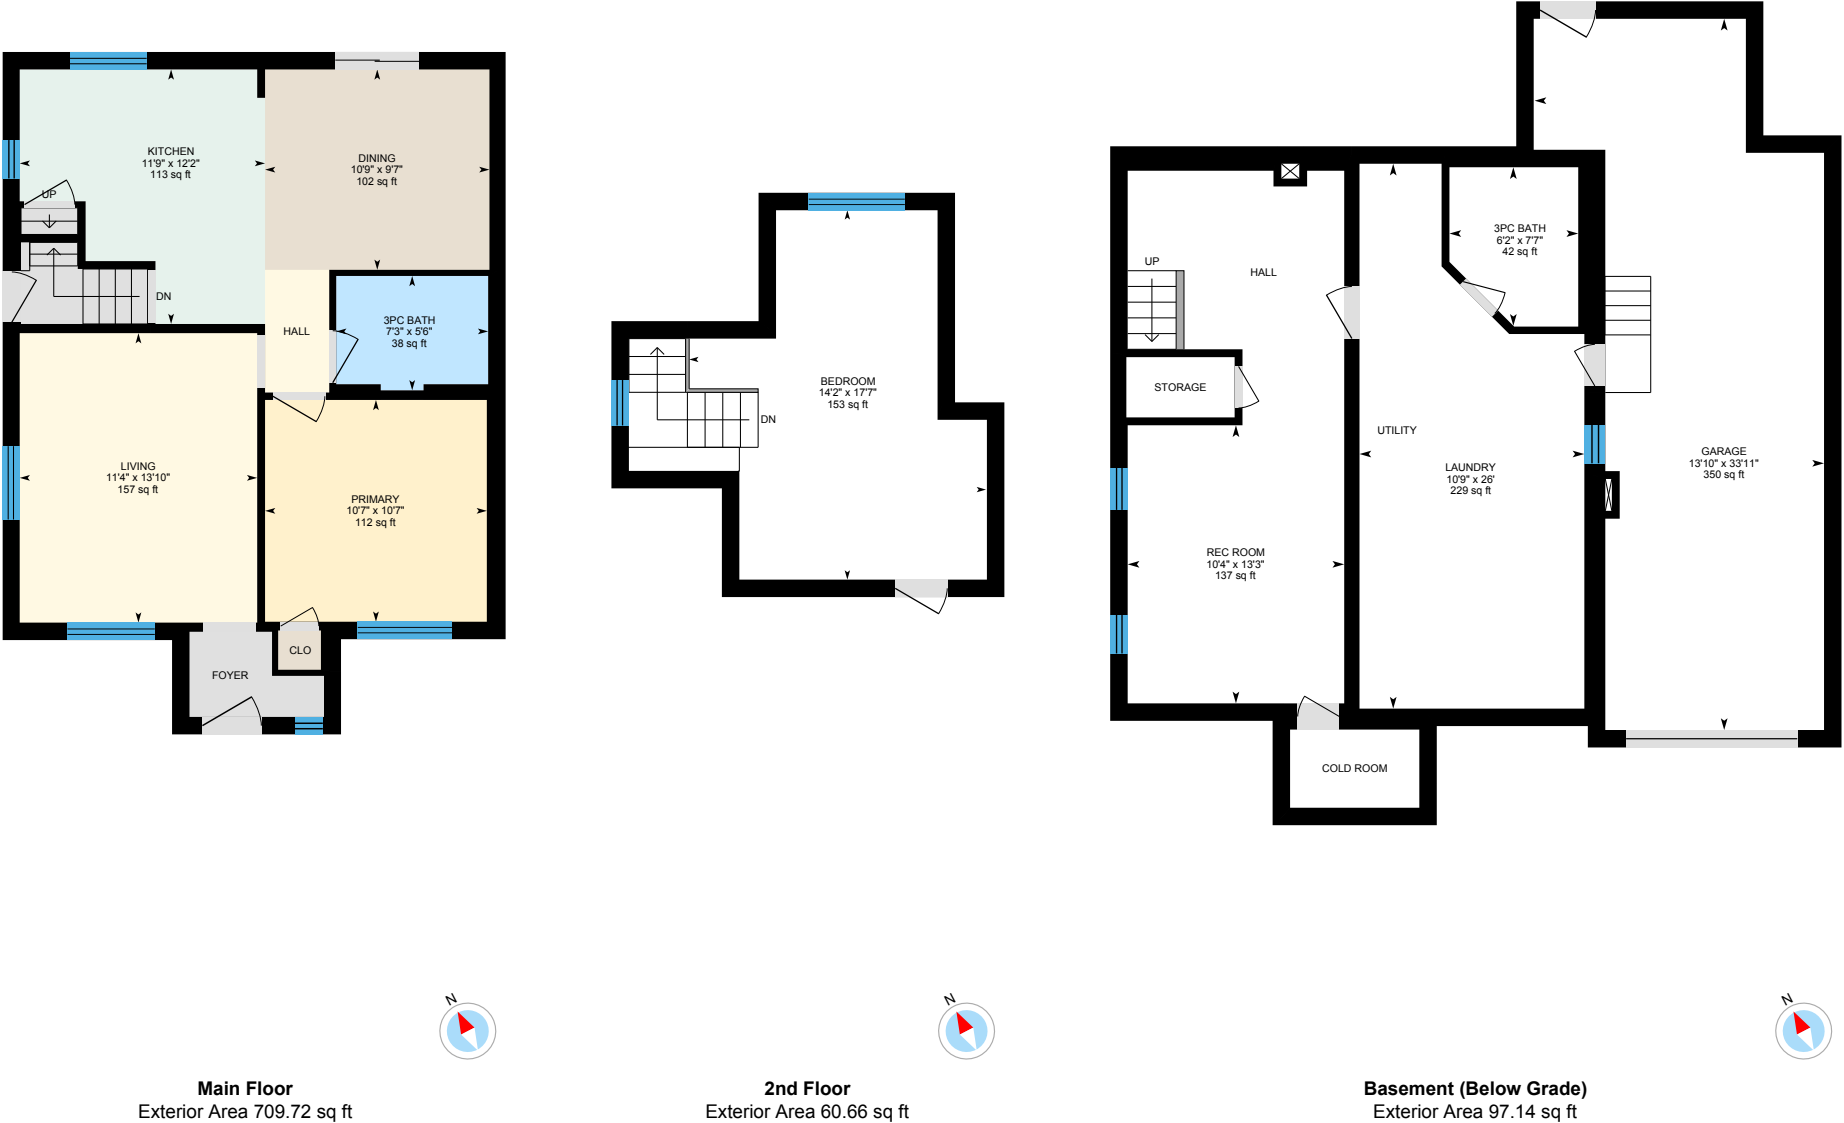 KITCHEN
11'9" x 12'2"
113 sq ft
DINING
10'9" x 9'7"
102 sq ft
UP
DN
HALL
3PC BATH
7'3" x 5'6"
38 sq ft
LIVING
11'4" x 13'10"
157 sq ft
PRIMARY
10'7" x 10'7"
112 sq ft
CLO
FOYER
N
Main Floor
Exterior Area 709.72 sq ft
BEDROOM
14'2" x 17'7"
153 sq ft
DN
N
2nd Floor
Exterior Area 60.66 sq ft
3PC BATH
6'2" x 7'7"
42 sq ft
UP
HALL
STORAGE
UTILITY
LAUNDRY
10'9" x 26'
229 sq ft
GARAGE
13'10" x 33'11"
350 sq ft
REC ROOM
10'4" x 13'3"
137 sq ft
COLD ROOM
N
Basement (Below Grade)
Exterior Area 97.14 sq ft